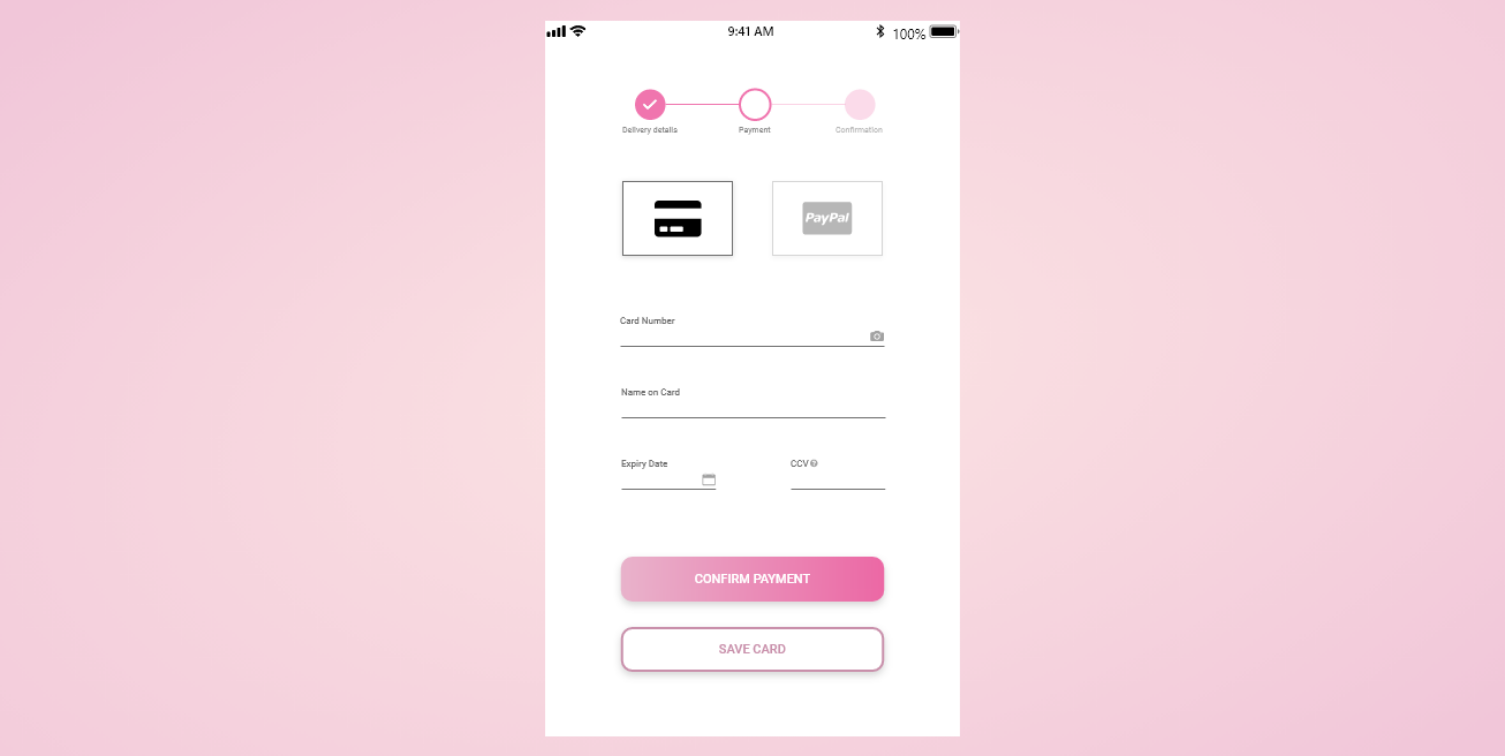 9:41 AM 100%
Delivery details Payment Confirmation
PayPal
Card Number
Name on Card
Expiry Date CCV
CONFIRM PAYMENT
SAVE CARD